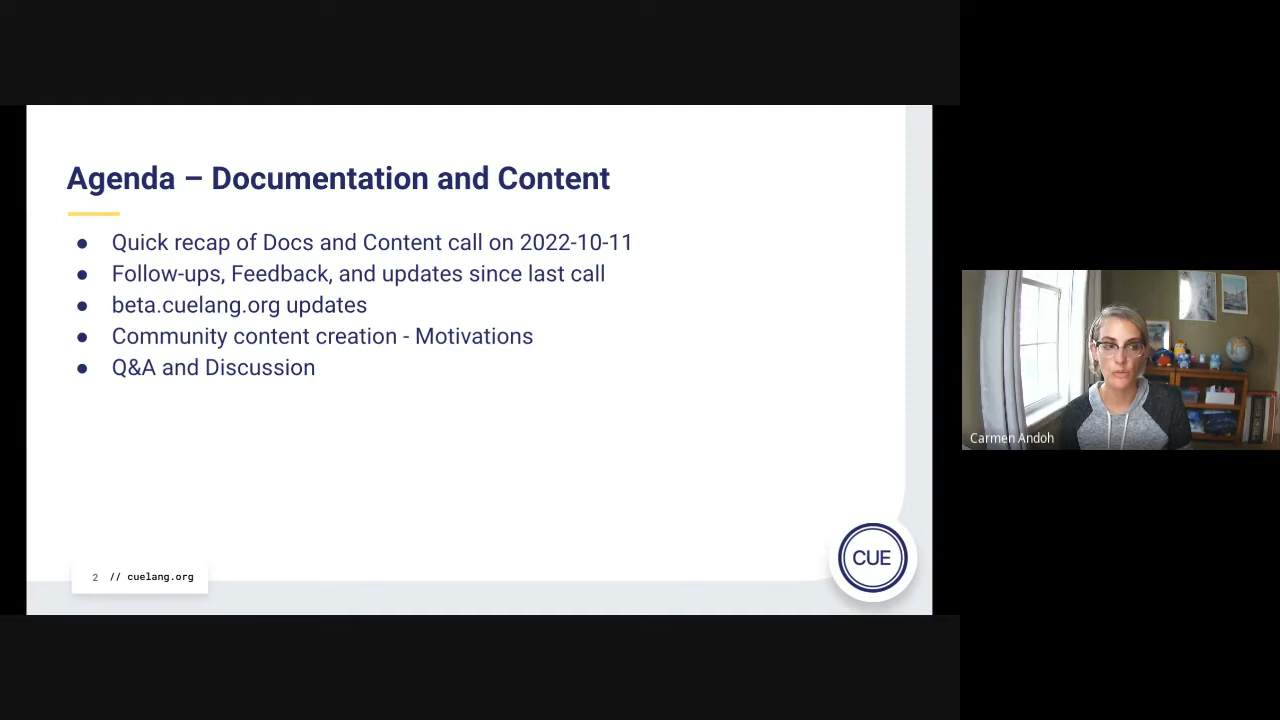 Agenda – Documentation and Content
● Quick recap of Docs and Content call on 2022-10-11
● Follow-ups, Feedback, and updates since last call
● beta.cuelang.org updates
● Community content creation - Motivations
● Q&A and Discussion
2 // cuelang.org
CUE
Carmen Andoh